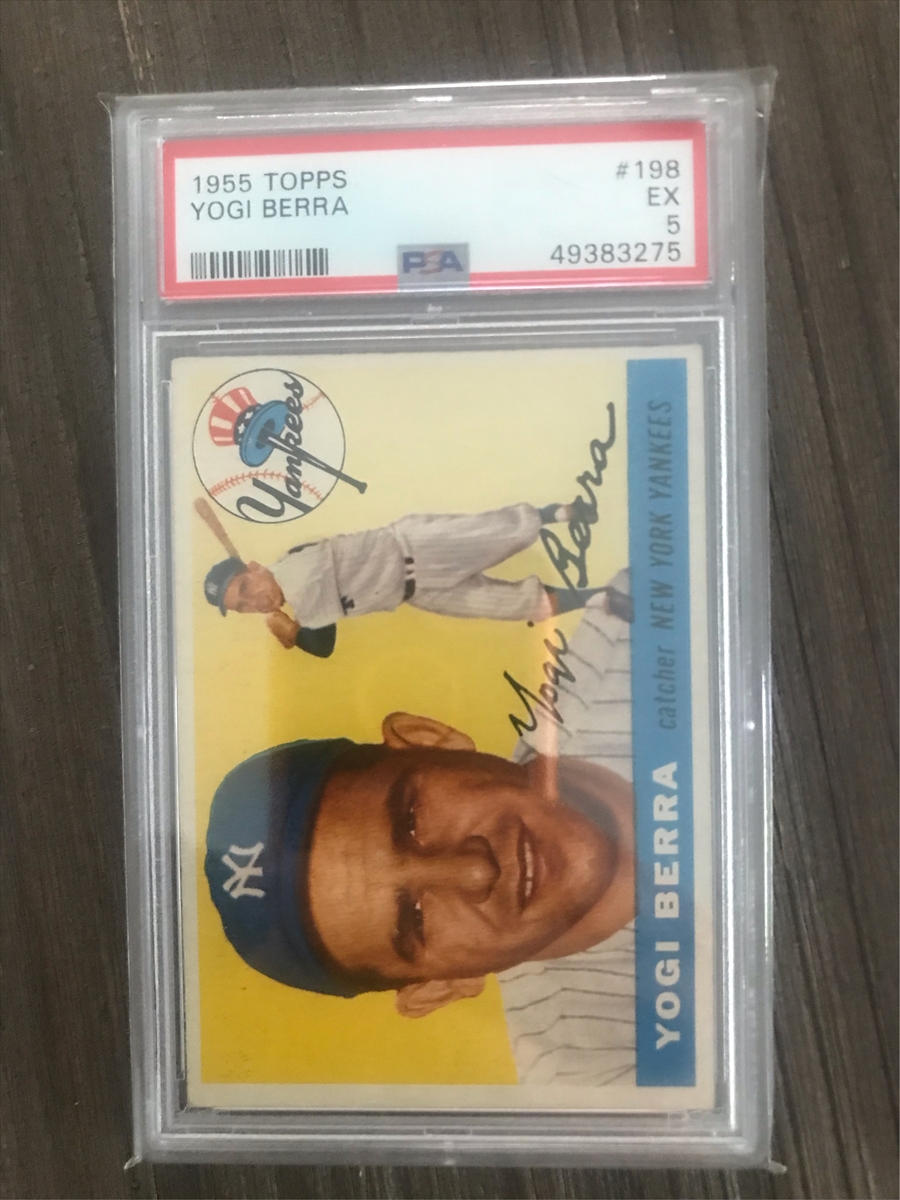 1955 TOPPS
YOGI BERRA
#198
EX
5
49383275
PSA
Yankees
Yogi Berra
YOGI BERRA catcher NEW YORK YANKEES
NY